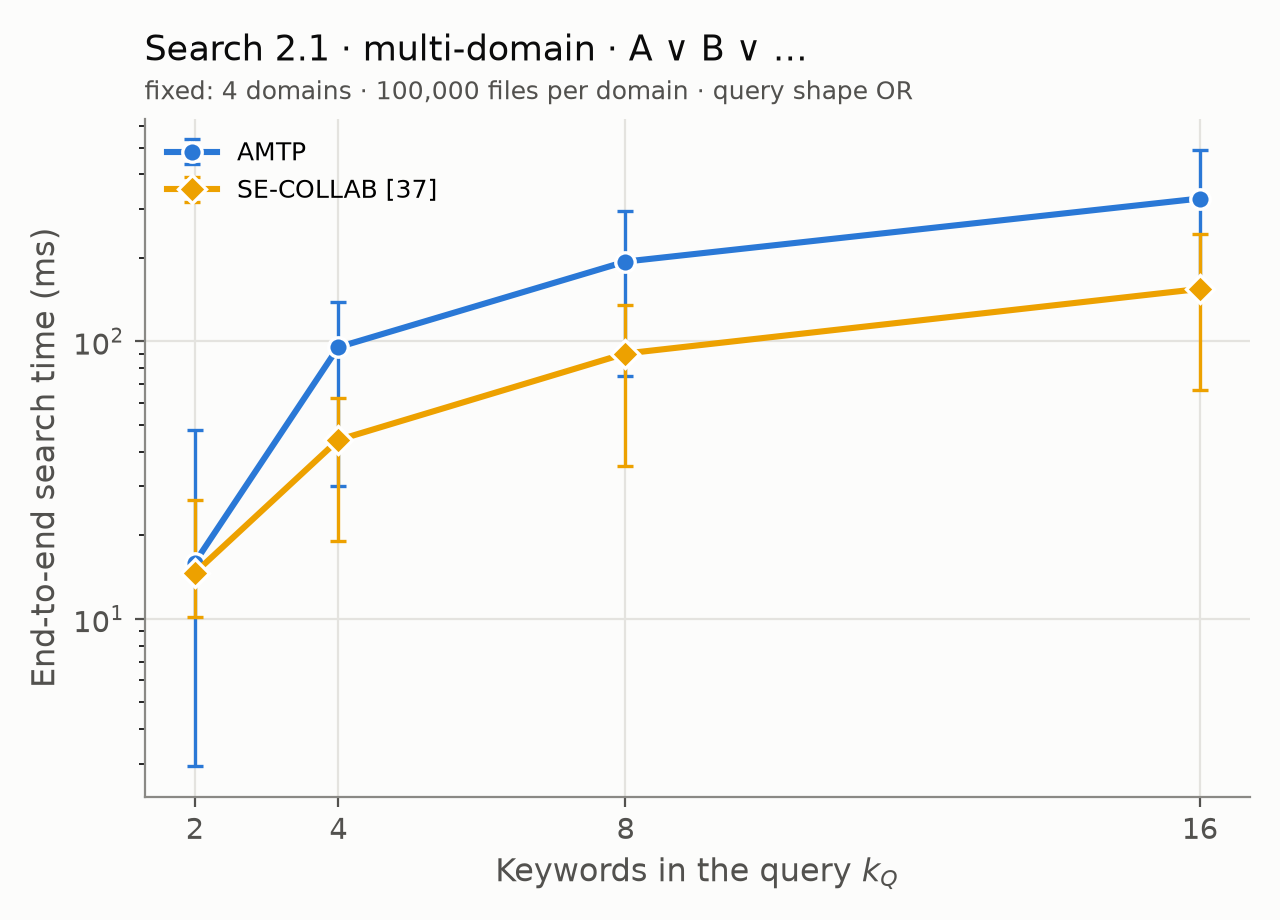 Search 2.1 · multi-domain · A ∨ B ∨ …
fixed: 4 domains · 100,000 files per domain · query shape OR
AMTP
SE-COLLAB [37]
End-to-end search time (ms)
10²
10¹
2 4 8 16
Keywords in the query k_Q